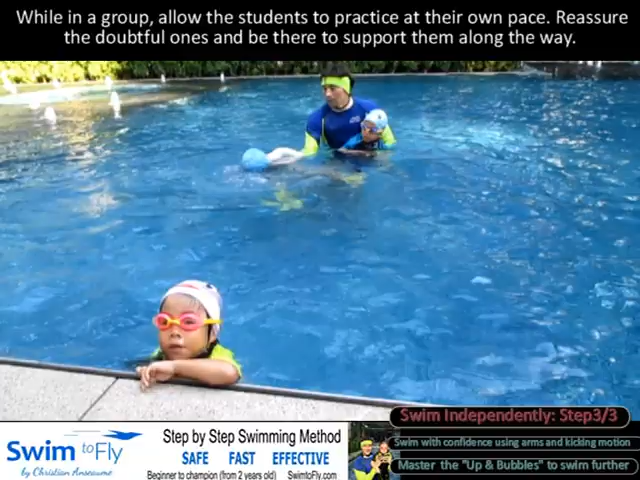 While in a group, allow the students to practice at their own pace. Reassure
the doubtful ones and be there to support them along the way.
Swim Independently: Step3/3
Swim with confidence using arms and kicking motion
Master the "Up & Bubbles" to swim further
Swim to Fly
by Christian Anseaume
Step by Step Swimming Method
SAFE FAST EFFECTIVE
Beginner to champion (from 2 years old) SwimtoFly.com